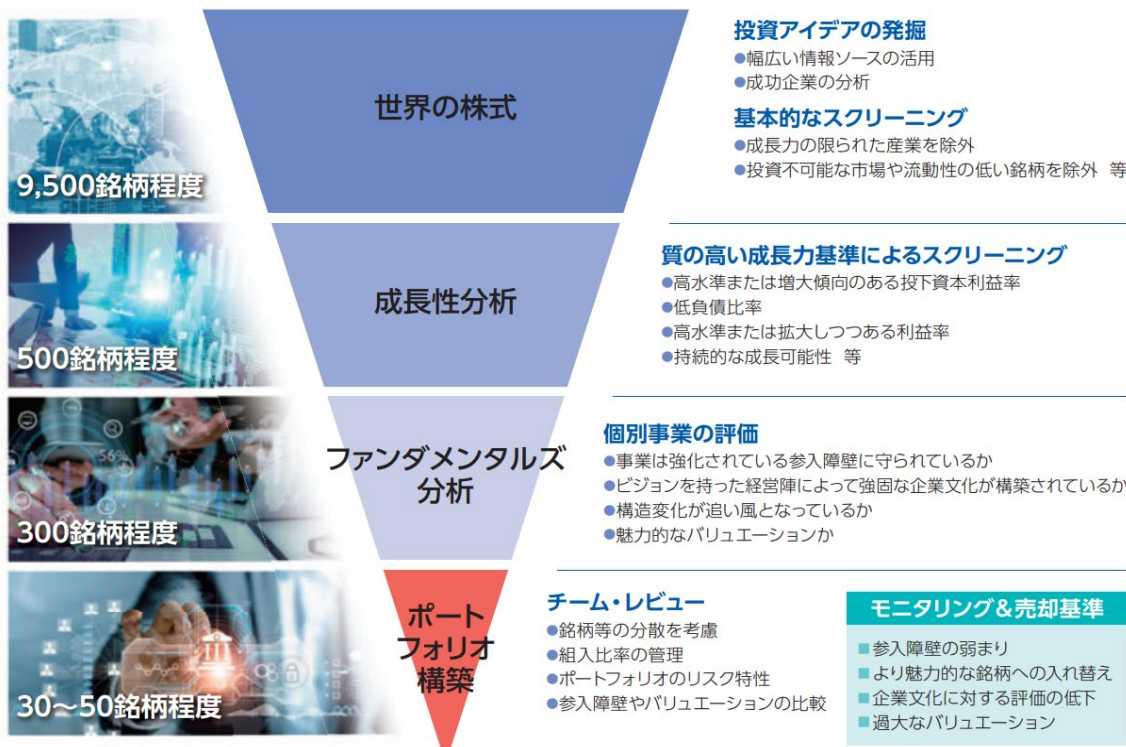 世界の株式
9,500銘柄程度
投資アイデアの発掘
●幅広い情報ソースの活用
●成功企業の分析
基本的なスクリーニング
●成長力の限られた産業を除外
●投資不可能な市場や流動性の低い銘柄を除外 等
成長性分析
500銘柄程度
質の高い成長力基準によるスクリーニング
●高水準または増大傾向のある投下資本利益率
●低負債比率
●高水準または拡大しつつある利益率
●持続的な成長可能性 等
56%
ファンダメンタルズ
分析
300銘柄程度
個別事業の評価
●事業は強化されている参入障壁に守られているか
●ビジョンを持った経営陣によって強固な企業文化が構築されているか
●構造変化が追い風となっているか
●魅力的なバリュエーションか
ポート
フォリオ
構築
30～50銘柄程度
チーム・レビュー
●銘柄等の分散を考慮
●組入比率の管理
●ポートフォリオのリスク特性
●参入障壁やバリュエーションの比較
モニタリング&売却基準
■参入障壁の弱まり
■より魅力的な銘柄への入れ替え
■企業文化に対する評価の低下
■過大なバリュエーション